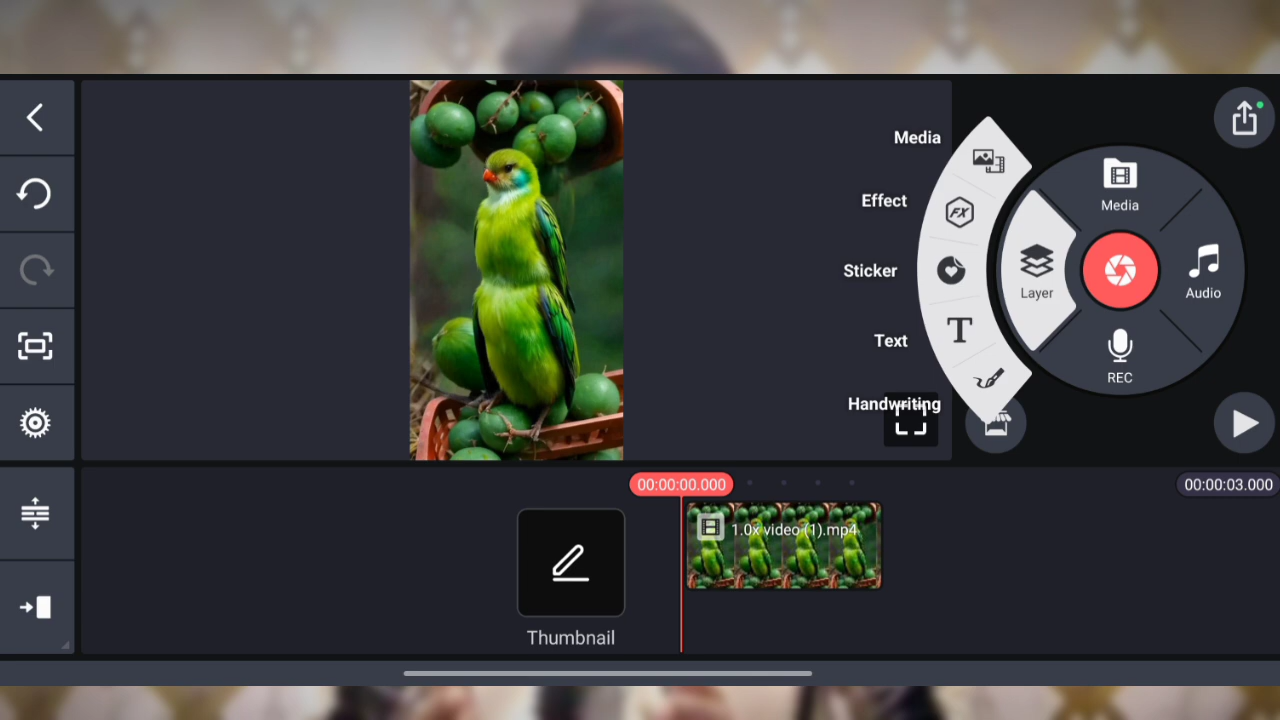 Media
Effect
Sticker
Text
Handwriting
FX
T
Media
Layer
Audio
REC
00:00:00.000
00:00:03.000
1.0x video (1).mp4
Thumbnail